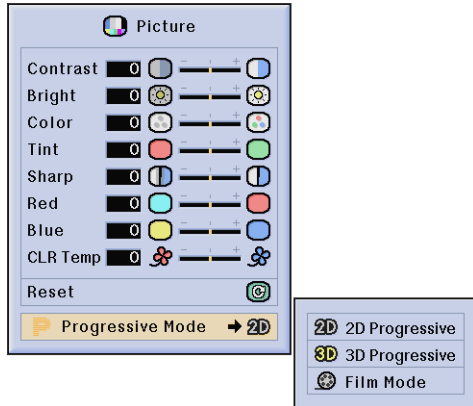 Picture
Contrast 0 - +
Bright 0 - +
Color 0 - +
Tint 0 - +
Sharp 0 - +
Red 0 - +
Blue 0 - +
CLR Temp 0 - +
Reset
P Progressive Mode → 2D
2D 2D Progressive
3D 3D Progressive
Film Mode